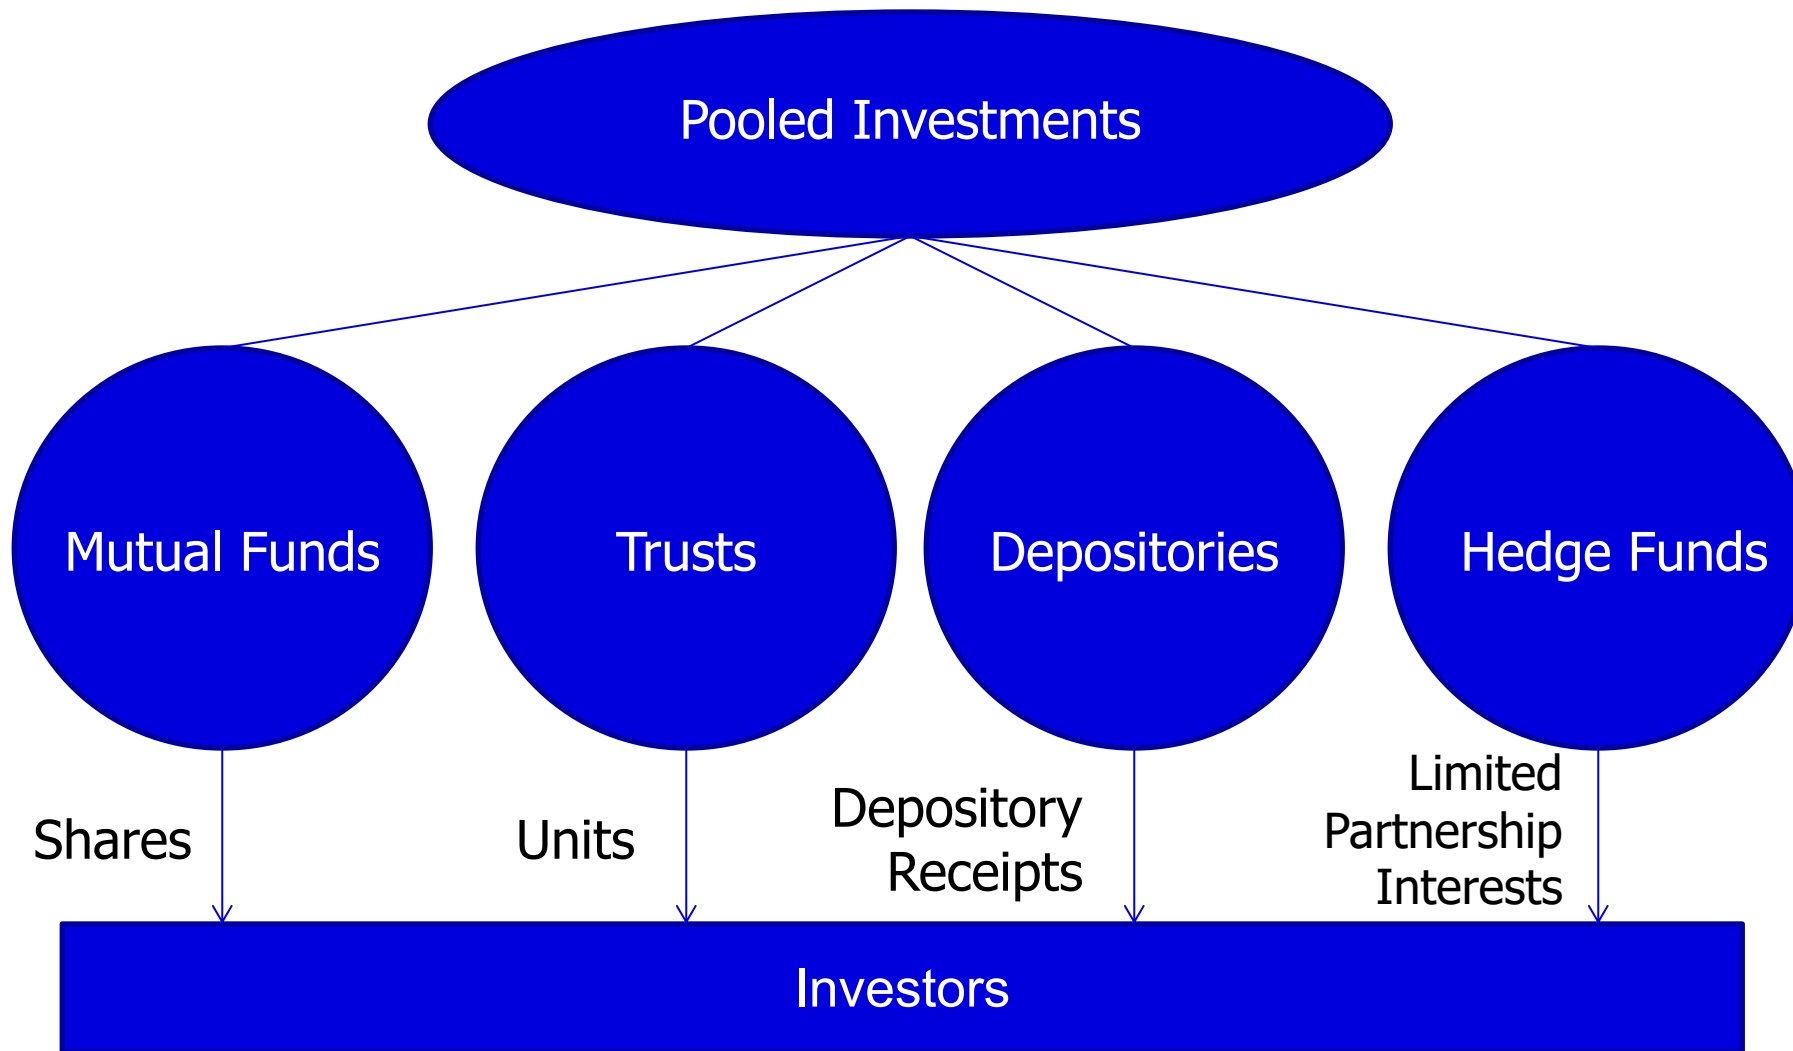 Pooled Investments
Mutual Funds
Trusts
Depositories
Hedge Funds
Shares
Units
Depository
Receipts
Limited
Partnership
Interests
Investors